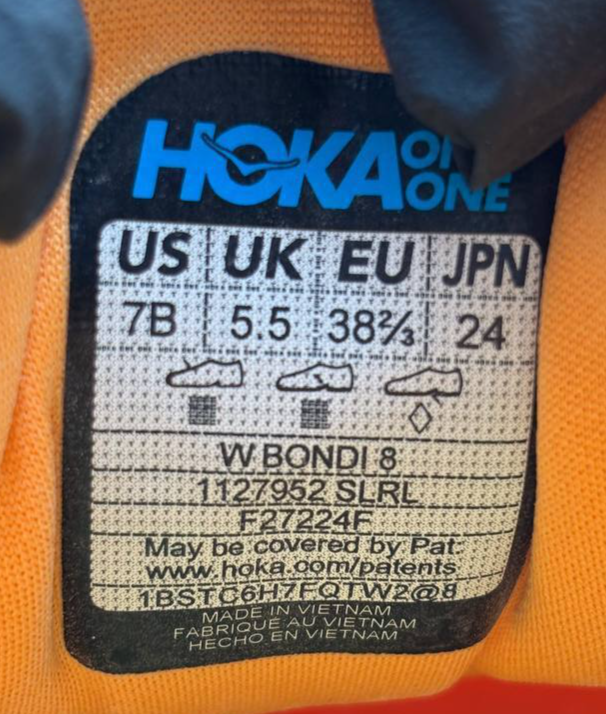 HOKA ONE
ONE
US UK EU JPN
7B 5.5 38⅔ 24
W BONDI 8
1127952 SLRL
F27224F
May be covered by Pat:
www.hoka.com/patents
1BSTC6H7FQTW2@8
MADE IN VIETNAM
FABRIQUÉ AU VIETNAM
HECHO EN VIETNAM